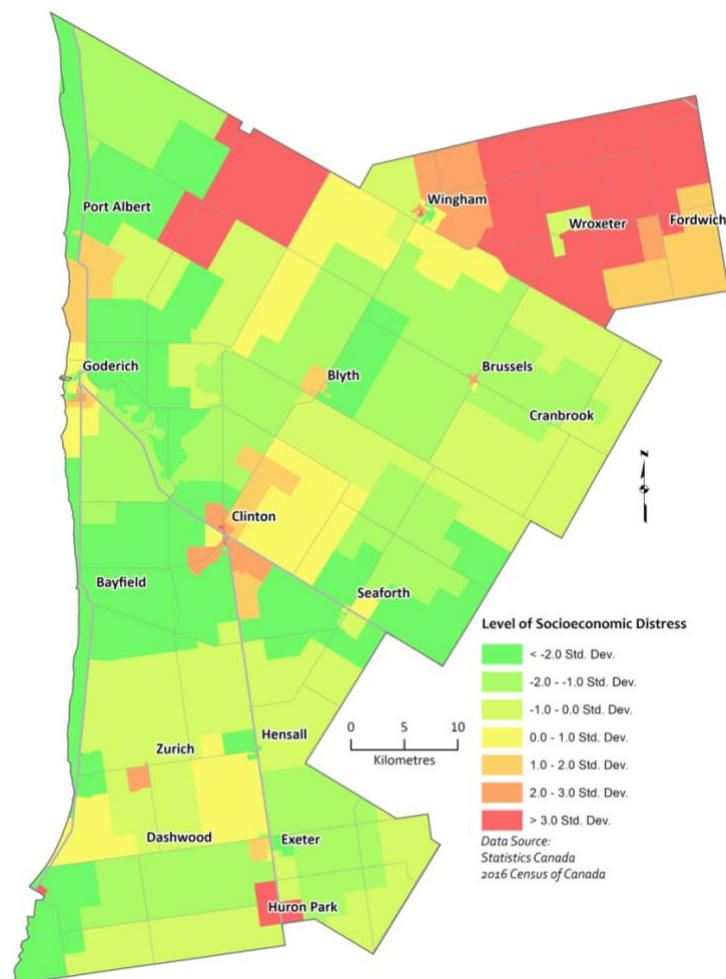 Wingham
Wroxeter
Fordwich
Port Albert
Goderich
Blyth
Brussels
Cranbrook
N
Clinton
Bayfield
Seaforth
Level of Socioeconomic Distress
< -2.0 Std. Dev.
-2.0 - -1.0 Std. Dev.
-1.0 - 0.0 Std. Dev.
0.0 - 1.0 Std. Dev.
1.0 - 2.0 Std. Dev.
2.0 - 3.0 Std. Dev.
> 3.0 Std. Dev.
Data Source:
Statistics Canada
2016 Census of Canada
0 5 10
Kilometres
Zurich
Hensall
Dashwood
Exeter
Huron Park